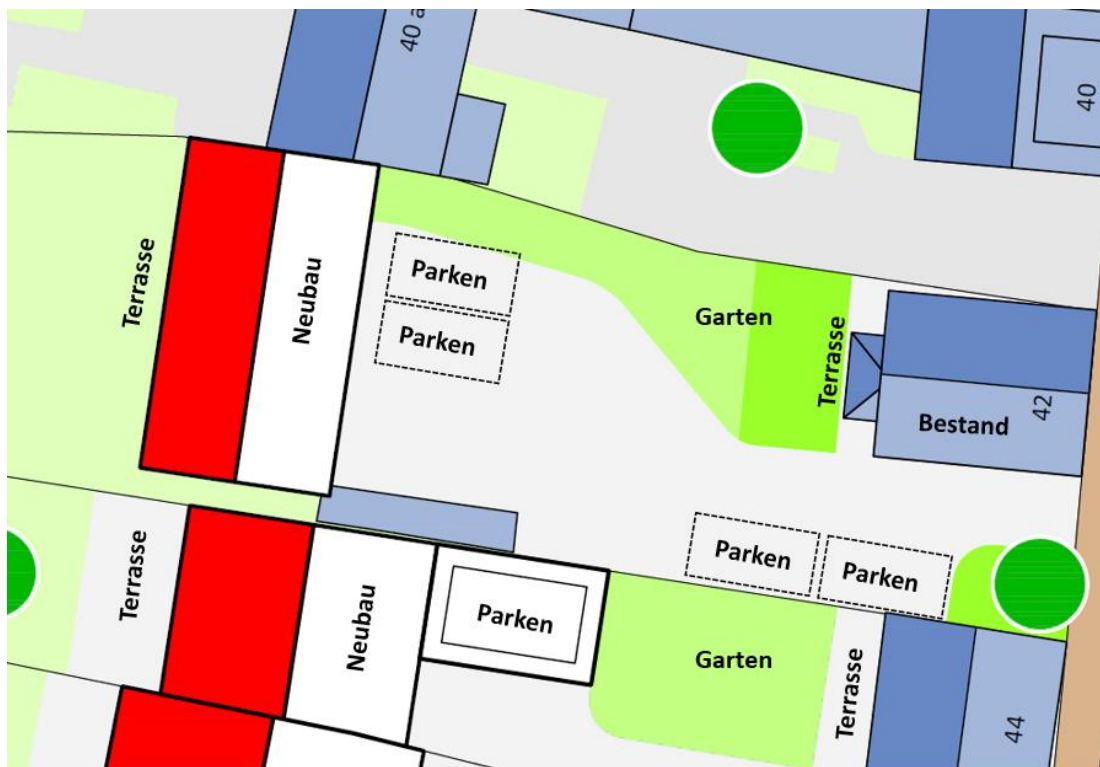 40 a
40
Terrasse
Neubau
Parken
Parken
Garten
Terrasse
Bestand
42
Terrasse
Neubau
Parken
Parken
Parken
Garten
Terrasse
44